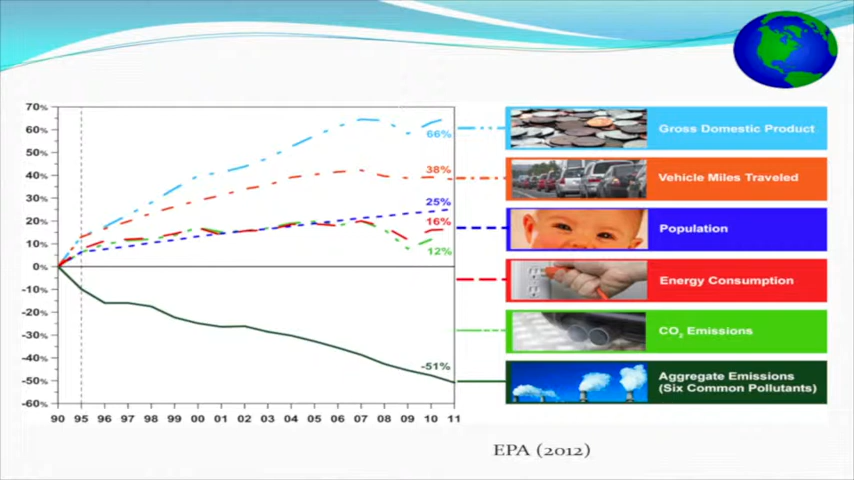 70%
60%
50%
40%
30%
20%
10%
0%
-10%
-20%
-30%
-40%
-50%
-60%
90 95 96 97 98 99 00 01 02 03 04 05 06 07 08 09 10 11
66%
38%
25%
16%
12%
-51%
Gross Domestic Product
Vehicle Miles Traveled
Population
Energy Consumption
CO₂ Emissions
Aggregate Emissions
(Six Common Pollutants)
EPA (2012)